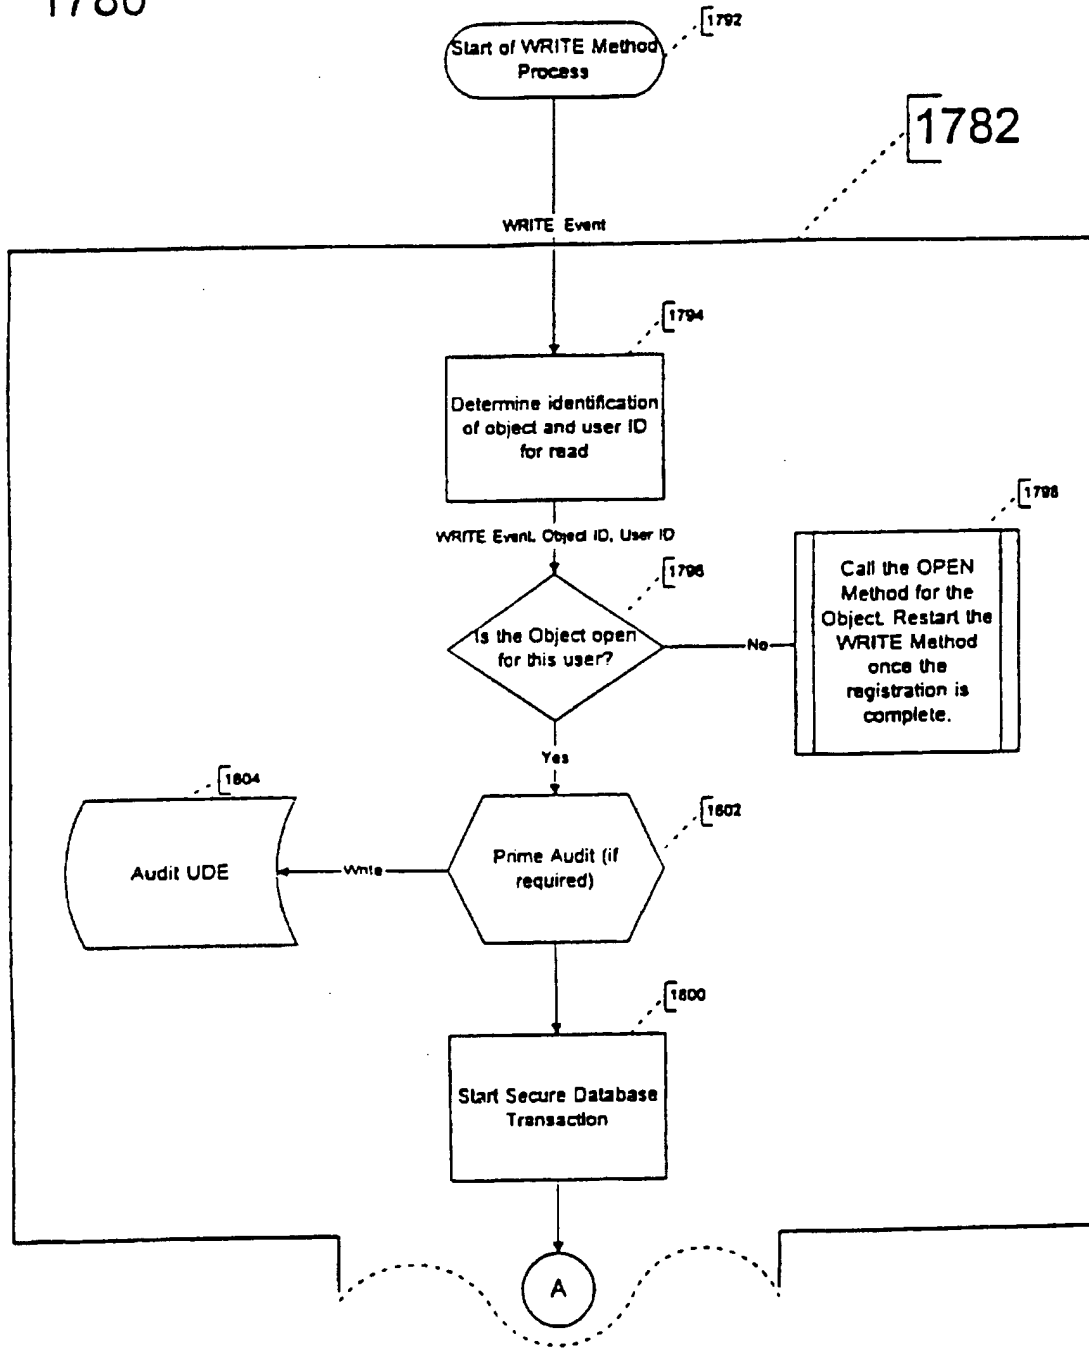 1780
1792
Start of WRITE Method
Process
1782
WRITE Event
1794
Determine identification
of object and user ID
for read
WRITE Event, Object ID, User ID
1796
Is the Object open
for this user?
No
1798
Call the OPEN
Method for the
Object. Restart the
WRITE Method
once the
registration is
complete.
Yes
1804
Audit UDE
Write
1802
Prime Audit (if
required)
1800
Start Secure Database
Transaction
A